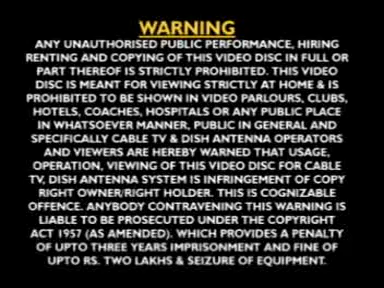 WARNING
ANY UNAUTHORISED PUBLIC PERFORMANCE, HIRING
RENTING AND COPYING OF THIS VIDEO DISC IN FULL OR
PART THEREOF IS STRICTLY PROHIBITED. THIS VIDEO
DISC IS MEANT FOR VIEWING STRICTLY AT HOME & IS
PROHIBITED TO BE SHOWN IN VIDEO PARLOURS, CLUBS,
HOTELS, COACHES, HOSPITALS OR ANY PUBLIC PLACE
IN WHATSOEVER MANNER, PUBLIC IN GENERAL AND
SPECIFICALLY CABLE TV & DISH ANTENNA OPERATORS
AND VIEWERS ARE HEREBY WARNED THAT USAGE,
OPERATION, VIEWING OF THIS VIDEO DISC FOR CABLE
TV, DISH ANTENNA SYSTEM IS INFRINGEMENT OF COPY
RIGHT OWNER/RIGHT HOLDER. THIS IS COGNIZABLE
OFFENCE. ANYBODY CONTRAVENING THIS WARNING IS
LIABLE TO BE PROSECUTED UNDER THE COPYRIGHT
ACT 1957 (AS AMENDED). WHICH PROVIDES A PENALTY
OF UPTO THREE YEARS IMPRISONMENT AND FINE OF
UPTO RS. TWO LAKHS & SEIZURE OF EQUIPMENT.